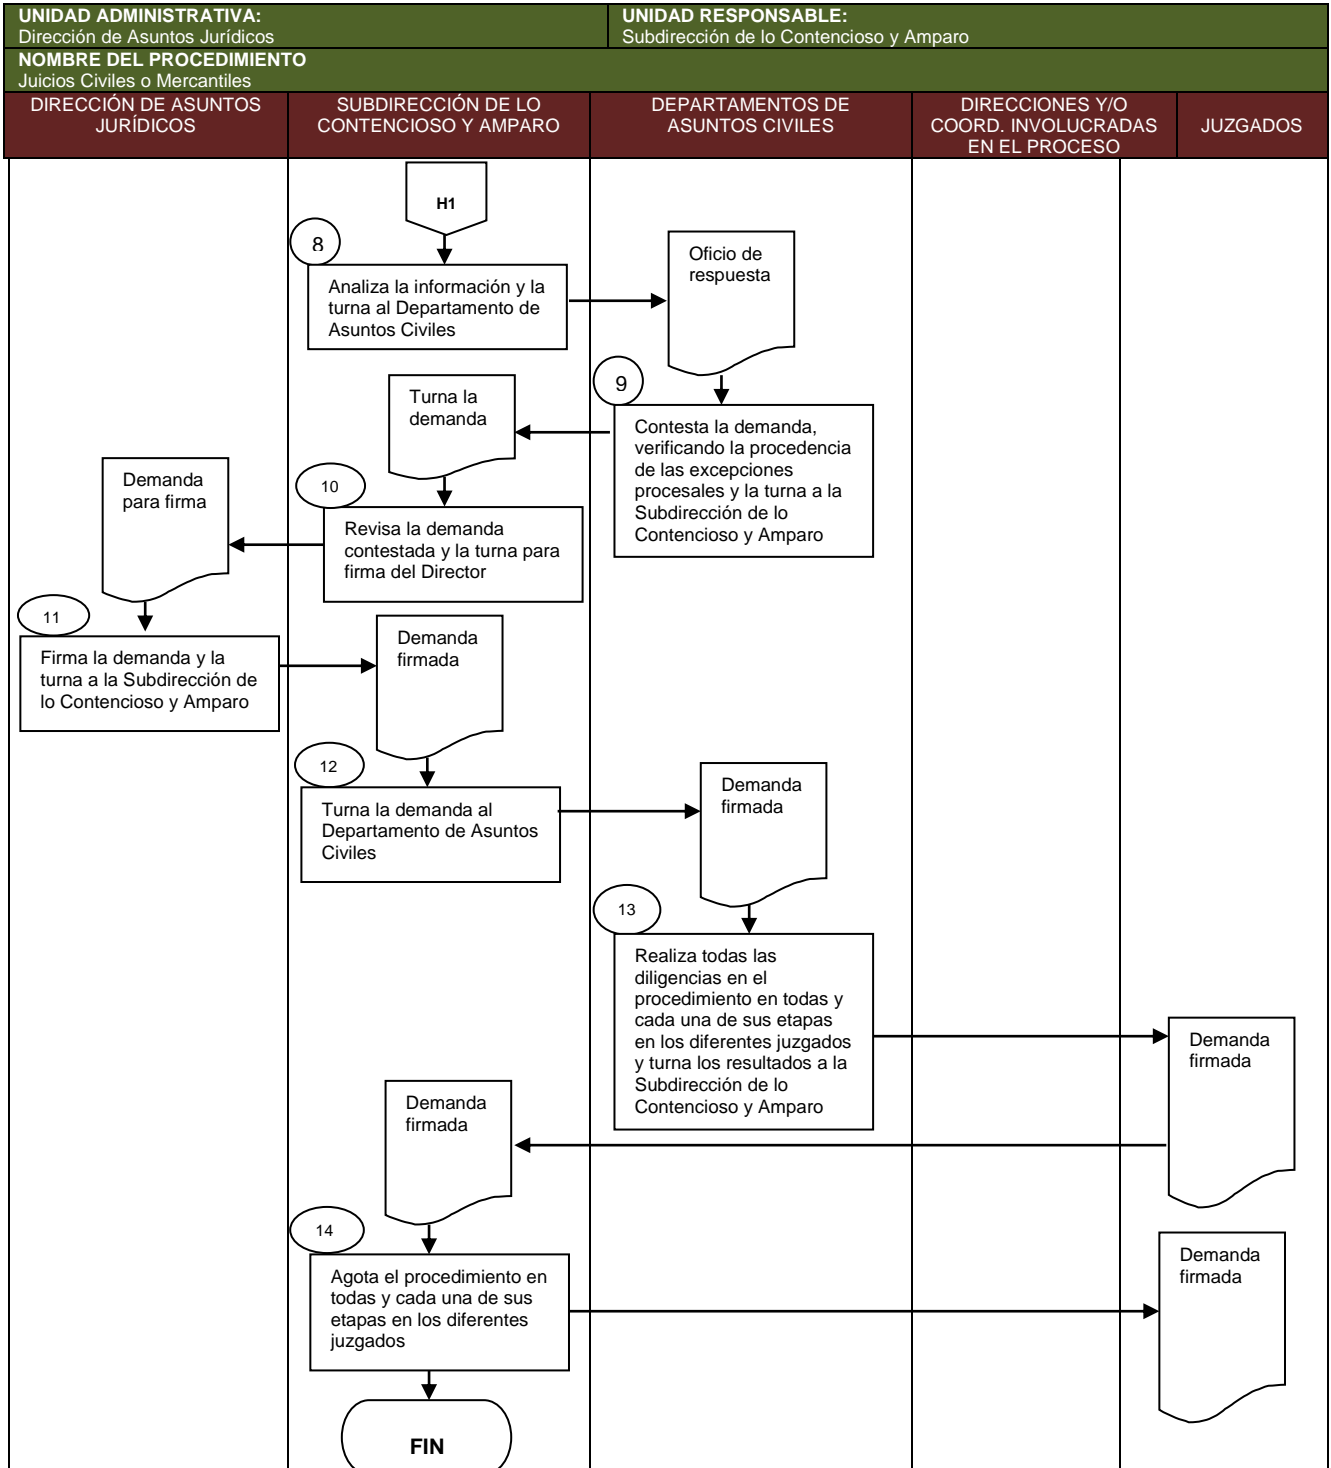 UNIDAD ADMINISTRATIVA:
Dirección de Asuntos Jurídicos
UNIDAD RESPONSABLE:
Subdirección de lo Contencioso y Amparo
NOMBRE DEL PROCEDIMIENTO
Juicios Civiles o Mercantiles
DIRECCIÓN DE ASUNTOS
JURÍDICOS
SUBDIRECCIÓN DE LO
CONTENCIOSO Y AMPARO
DEPARTAMENTOS DE
ASUNTOS CIVILES
DIRECCIONES Y/O
COORD. INVOLUCRADAS
EN EL PROCESO
JUZGADOS
H1
8
Analiza la información y la
turna al Departamento de
Asuntos Civiles
Oficio de
respuesta
9
Contesta la demanda,
verificando la procedencia
de las excepciones
procesales y la turna a la
Subdirección de lo
Contencioso y Amparo
Turna la
demanda
10
Revisa la demanda
contestada y la turna para
firma del Director
Demanda
para firma
11
Firma la demanda y la
turna a la Subdirección de
lo Contencioso y Amparo
Demanda
firmada
12
Turna la demanda al
Departamento de Asuntos
Civiles
Demanda
firmada
13
Realiza todas las
diligencias en el
procedimiento en todas y
cada una de sus etapas
en los diferentes juzgados
y turna los resultados a la
Subdirección de lo
Contencioso y Amparo
Demanda
firmada
Demanda
firmada
14
Agota el procedimiento en
todas y cada una de sus
etapas en los diferentes
juzgados
Demanda
firmada
FIN